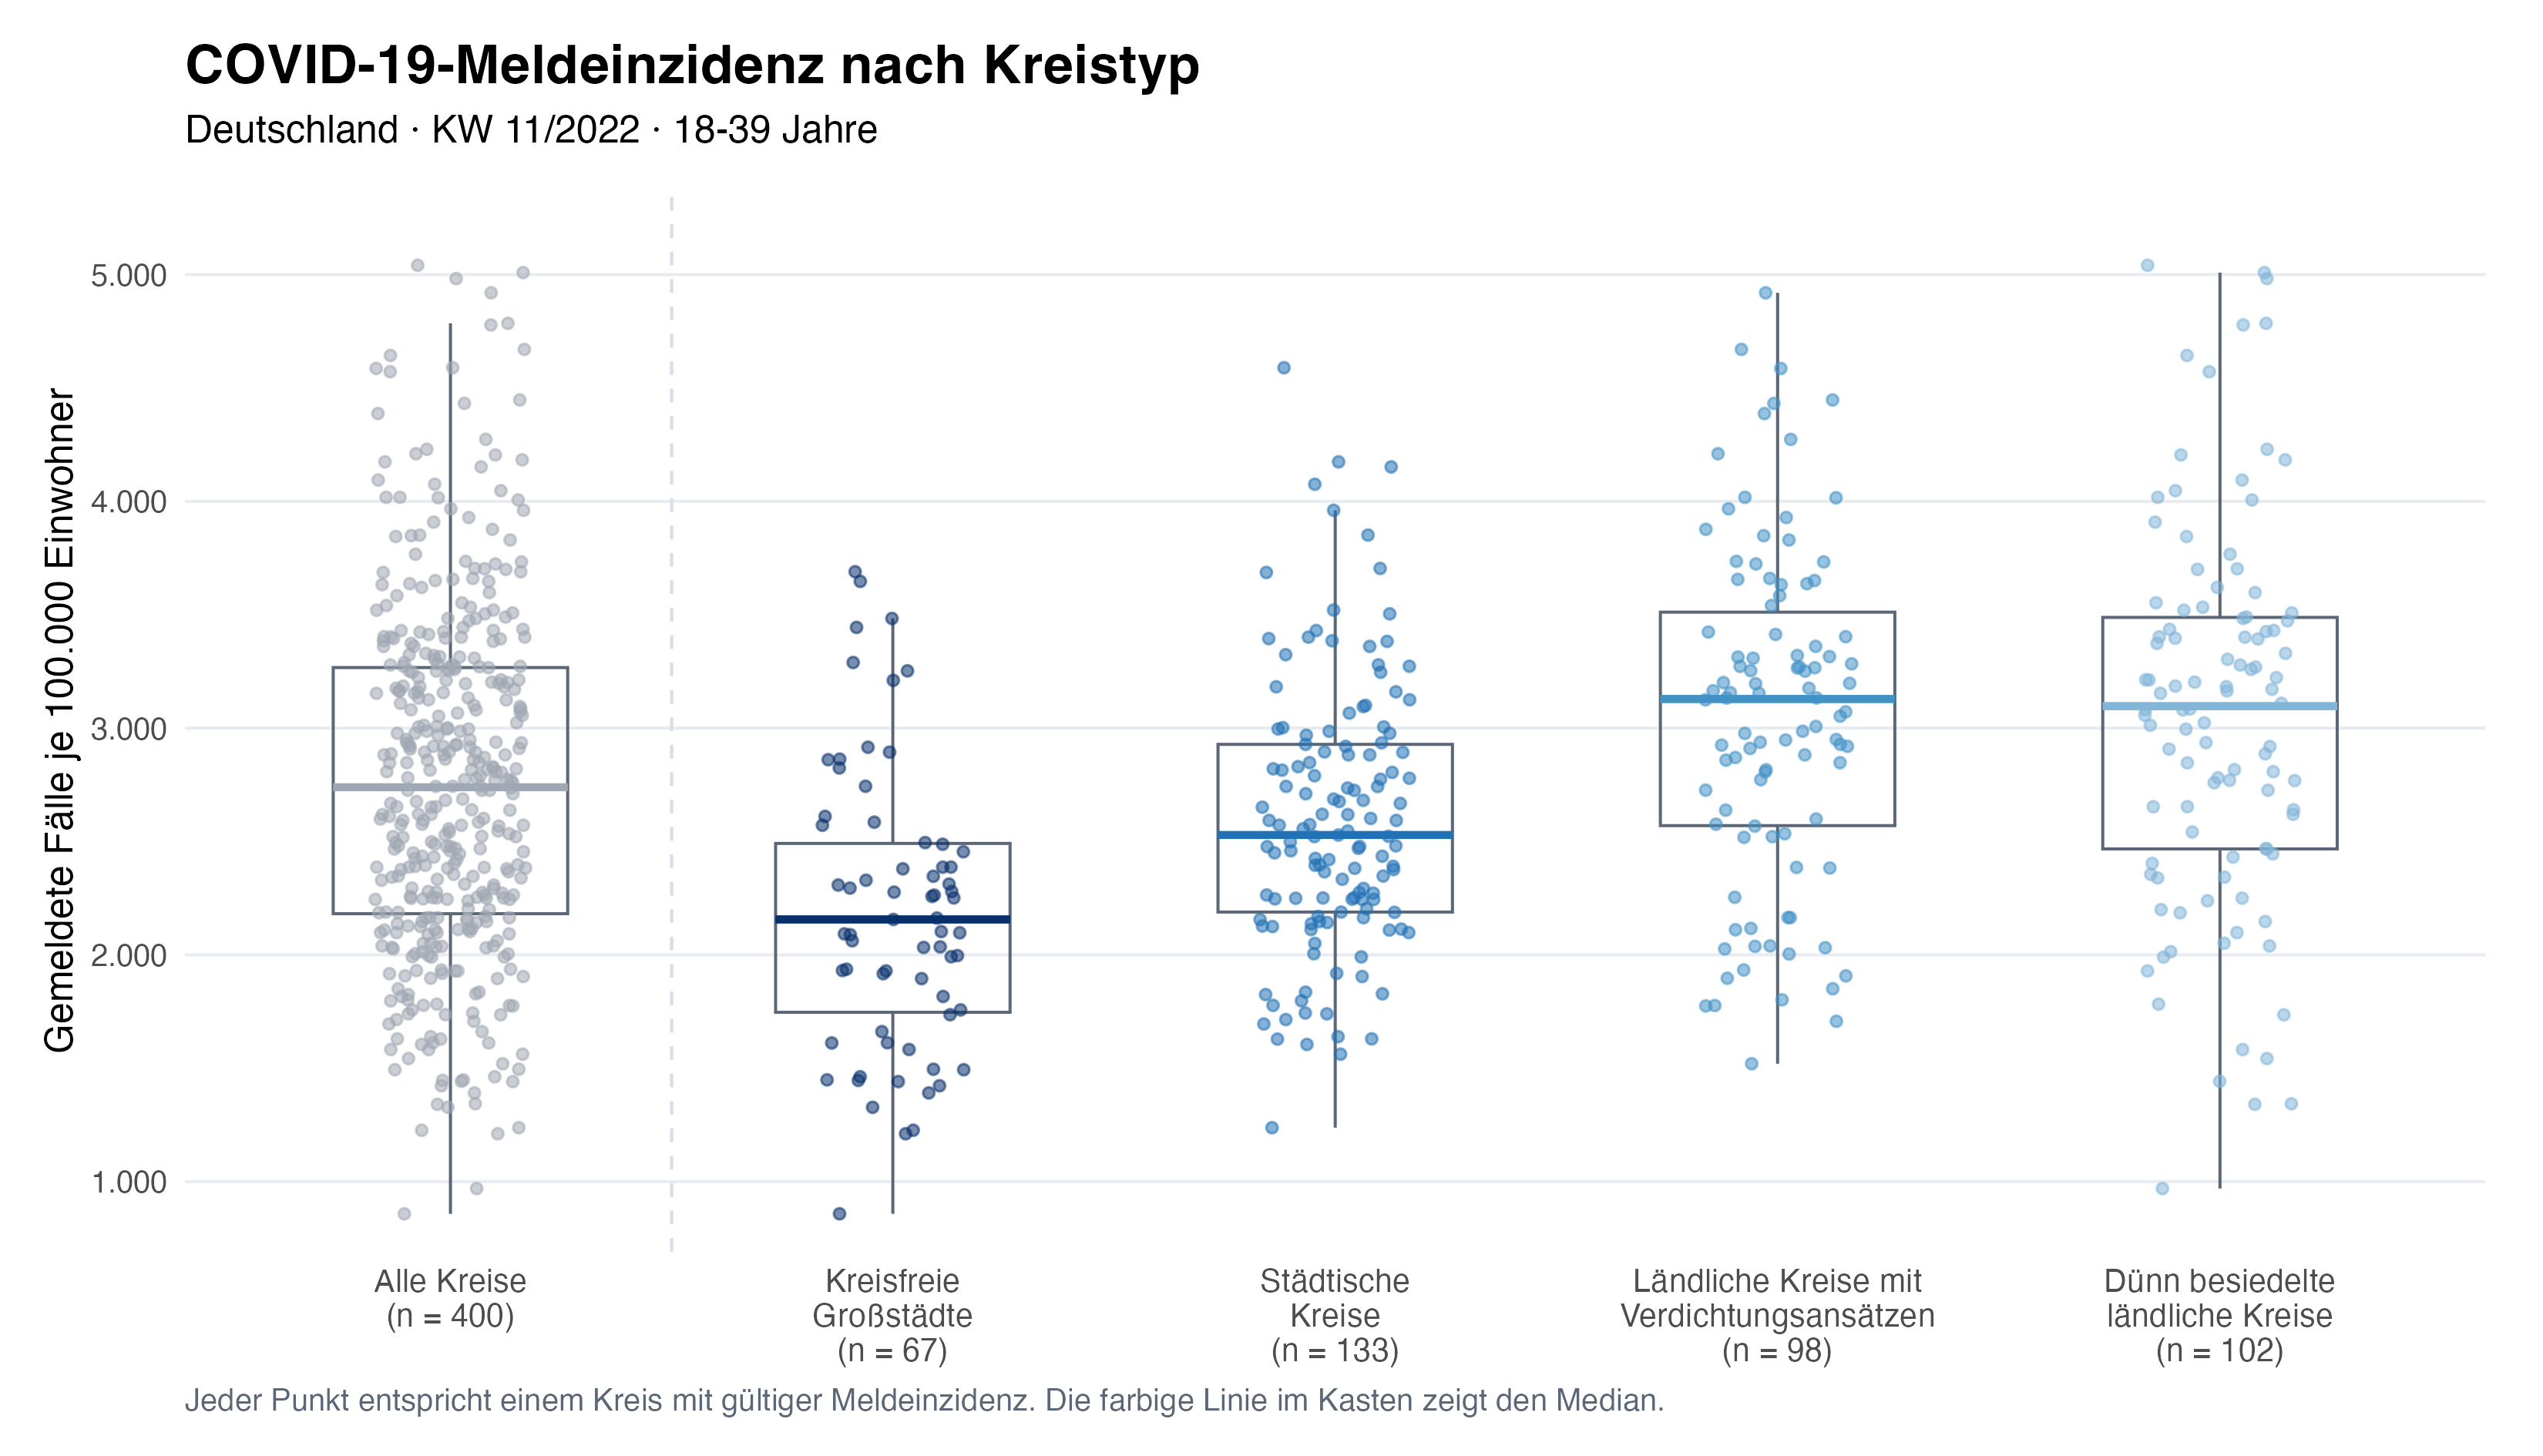 COVID-19-Meldeinzidenz nach Kreistyp
Deutschland · KW 11/2022 · 18-39 Jahre
Gemeldete Fälle je 100.000 Einwohner
5.000
4.000
3.000
2.000
1.000
Alle Kreise
(n = 400)
Kreisfreie
Großstädte
(n = 67)
Städtische
Kreise
(n = 133)
Ländliche Kreise mit
Verdichtungsansätzen
(n = 98)
Dünn besiedelte
ländliche Kreise
(n = 102)
Jeder Punkt entspricht einem Kreis mit gültiger Meldeinzidenz. Die farbige Linie im Kasten zeigt den Median.